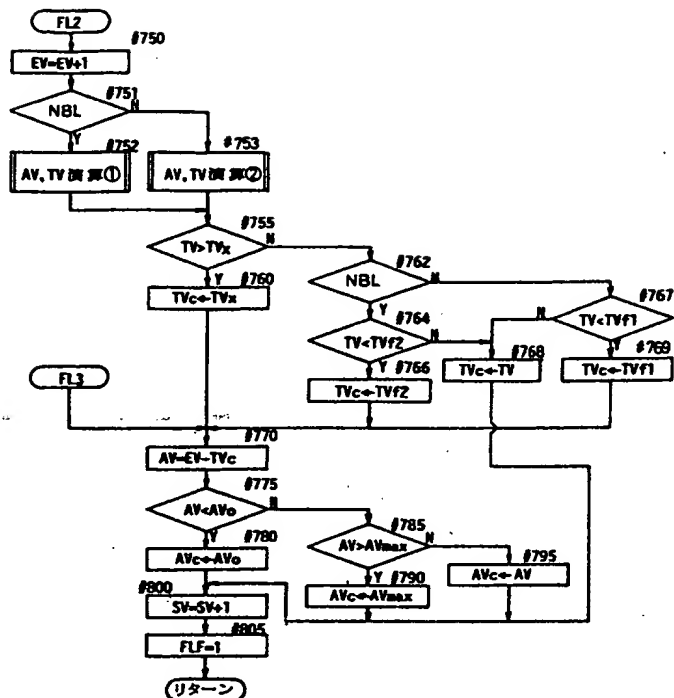 FL2
#750
EV=EV+1
#751
NBL
N
Y
#752
#753
AV, TV演算①
AV, TV演算②
#755
TV>TVx
N
Y
#760
TVc←TVx
#762
NBL
N
Y
#764
TV<TVf2
N
Y
#766
TVc←TVf2
#767
TV<TVf1
N
Y
#768
TVc←TV
#769
TVc←TVf1
FL3
#770
AV=EV-TVc
#775
AV<AVo
N
Y
#780
AVc←AVo
#785
AV>AVmax
N
Y
#790
AVc←AVmax
#795
AVc←AV
#800
SV=SV+1
#805
FLF=1
リターン